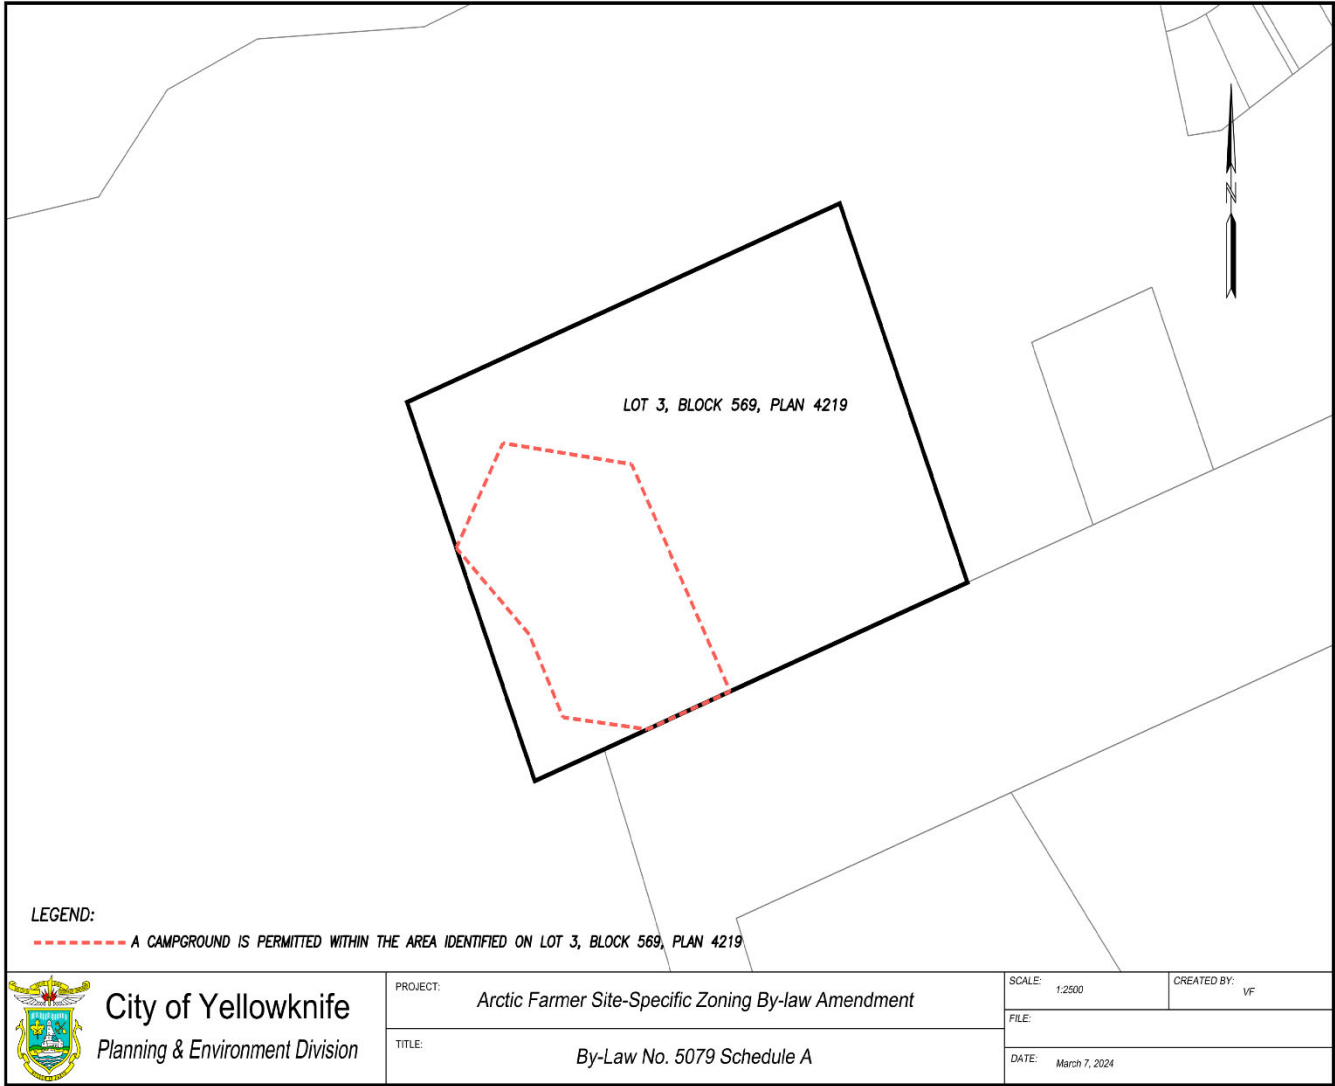 N
LOT 3, BLOCK 569, PLAN 4219
LEGEND:
A CAMPGROUND IS PERMITTED WITHIN THE AREA IDENTIFIED ON LOT 3, BLOCK 569, PLAN 4219
City of Yellowknife
Planning & Environment Division
PROJECT:
Arctic Farmer Site-Specific Zoning By-law Amendment
TITLE:
By-Law No. 5079 Schedule A
SCALE: 1:2500
CREATED BY: VF
FILE:
DATE: March 7, 2024